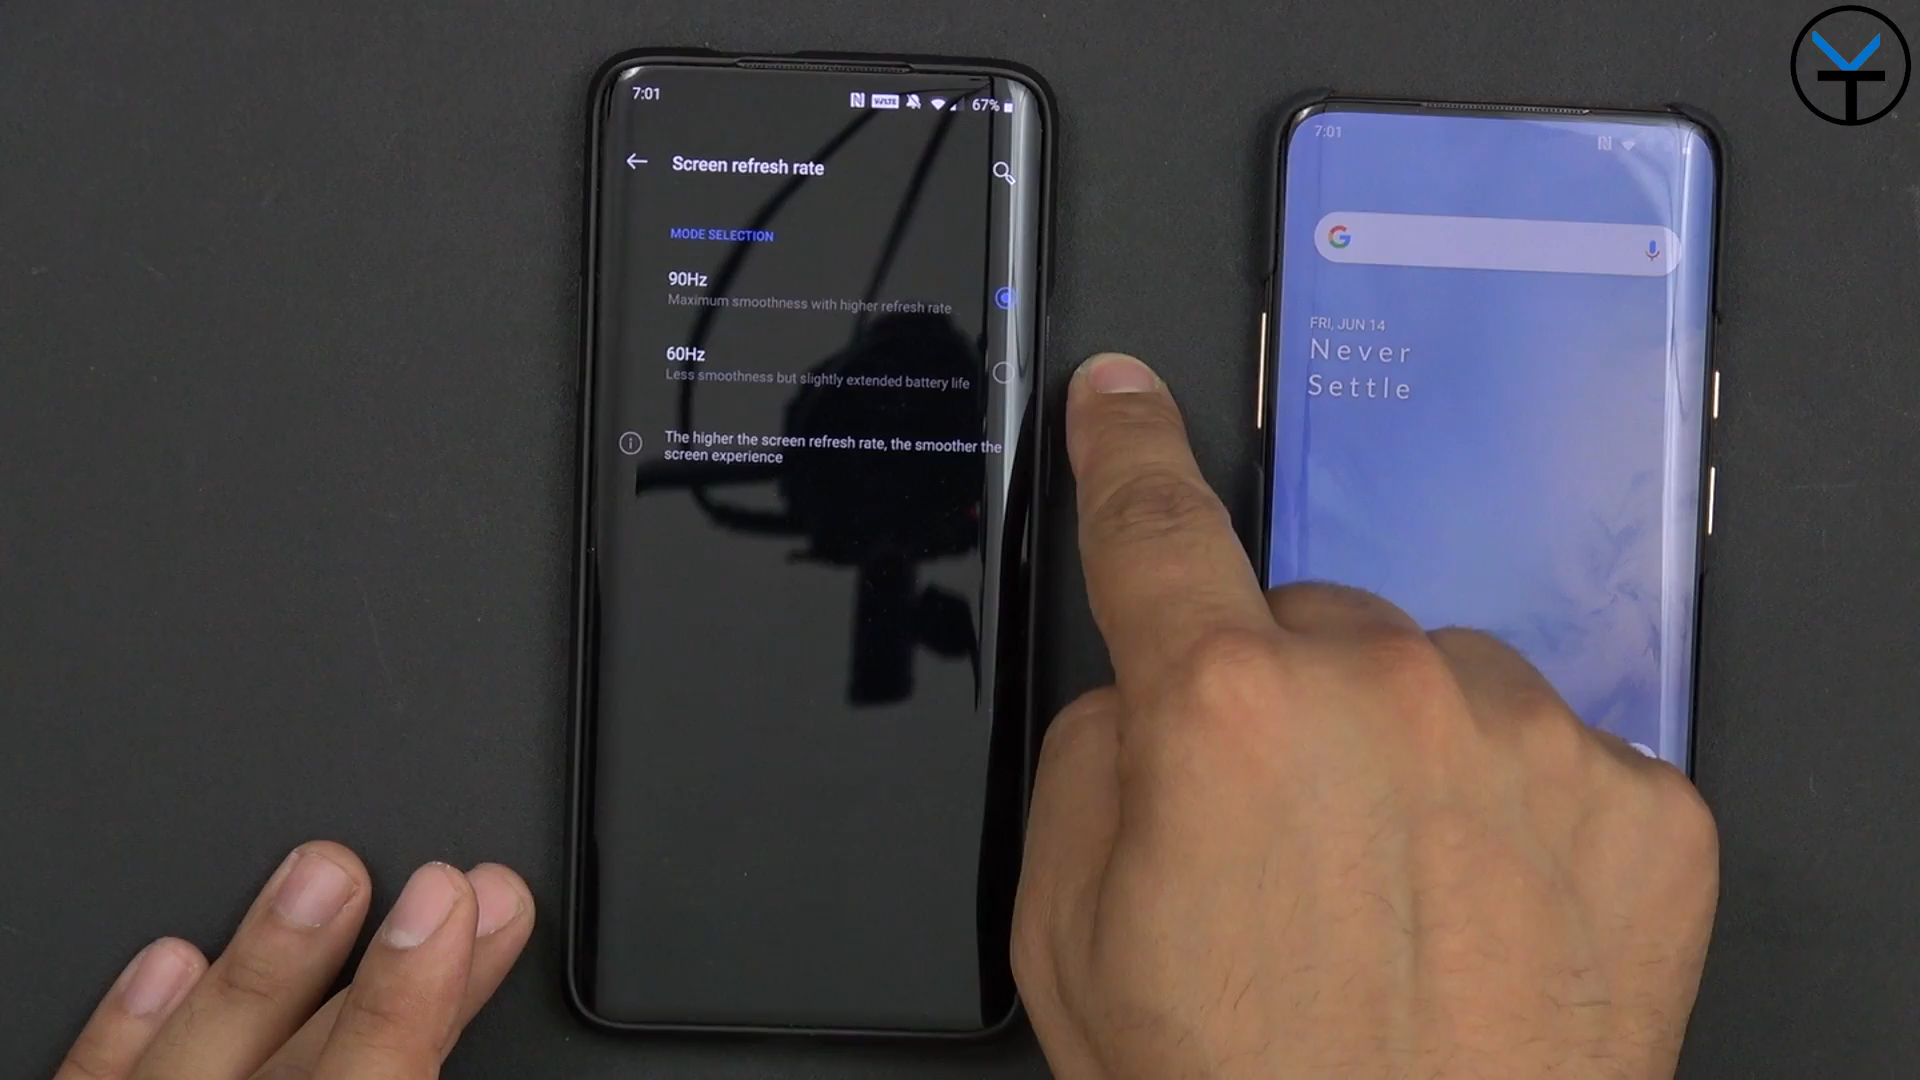 7:01
VoLTE
67%
Screen refresh rate
MODE SELECTION
90Hz
Maximum smoothness with higher refresh rate
60Hz
Less smoothness but slightly extended battery life
The higher the screen refresh rate, the smoother the
screen experience
7:01
G
FRI, JUN 14
Never
Settle